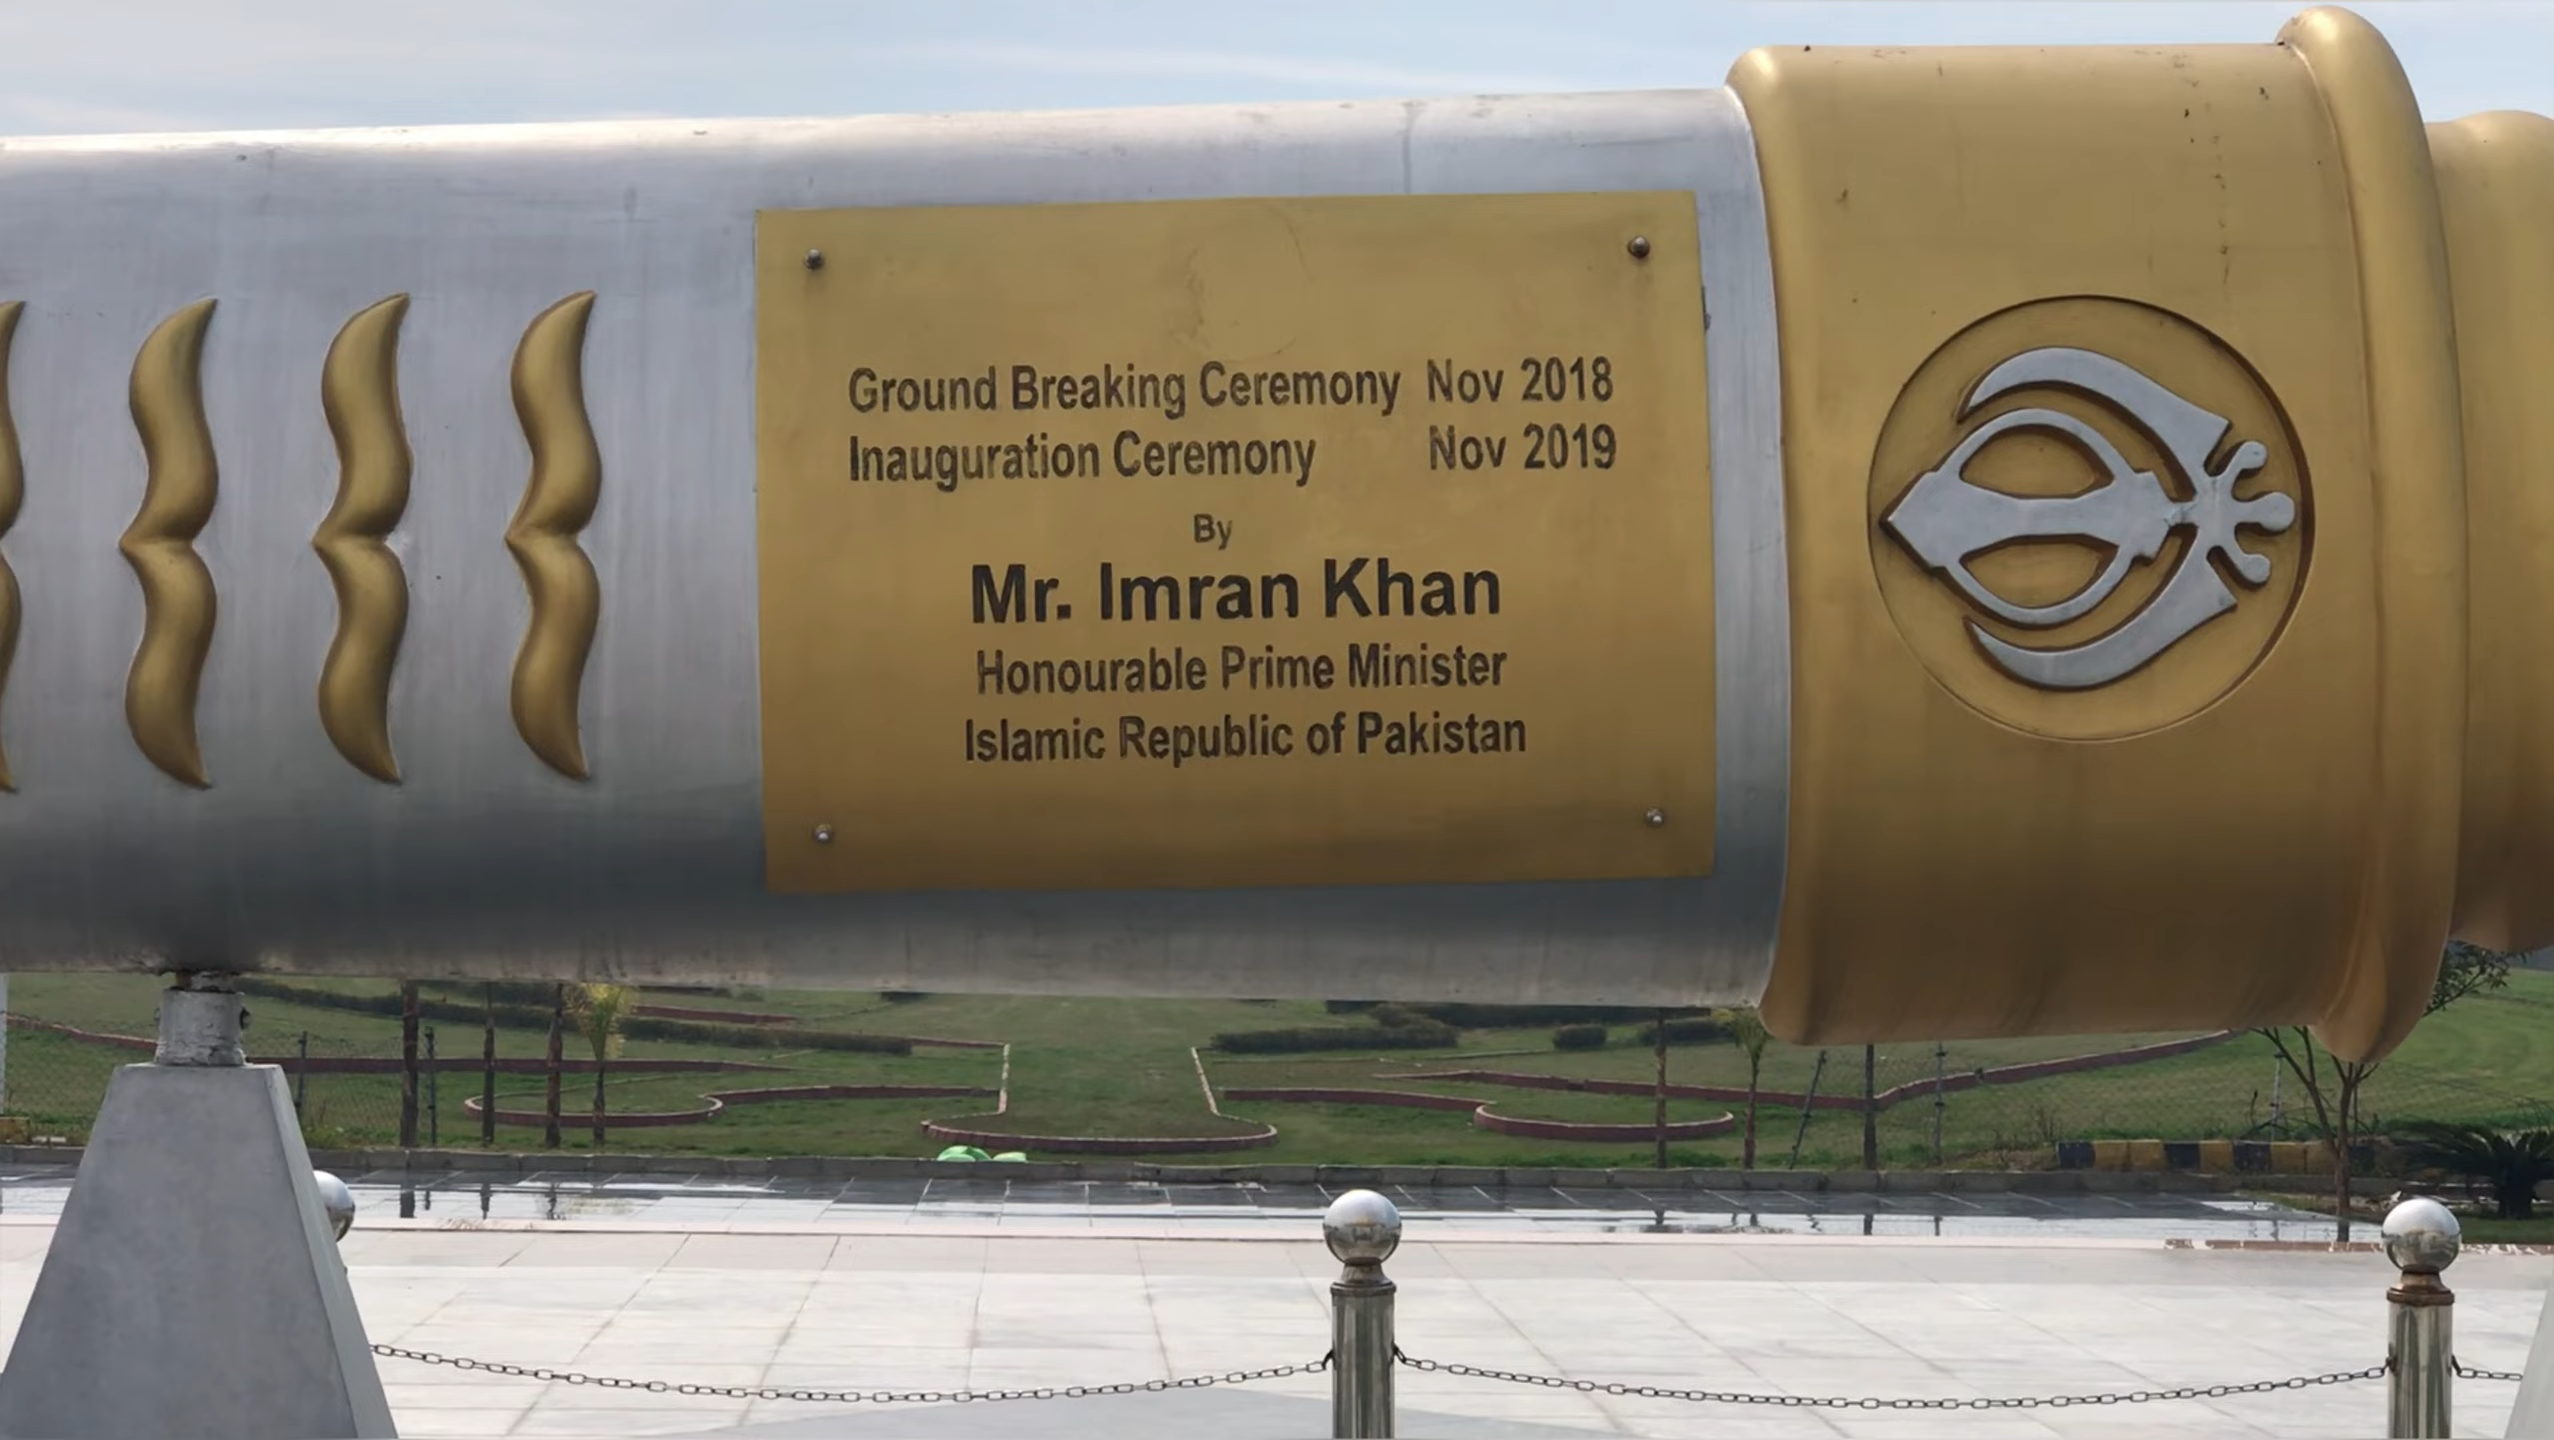 Ground Breaking Ceremony Nov 2018
Inauguration Ceremony Nov 2019
By
Mr. Imran Khan
Honourable Prime Minister
Islamic Republic of Pakistan